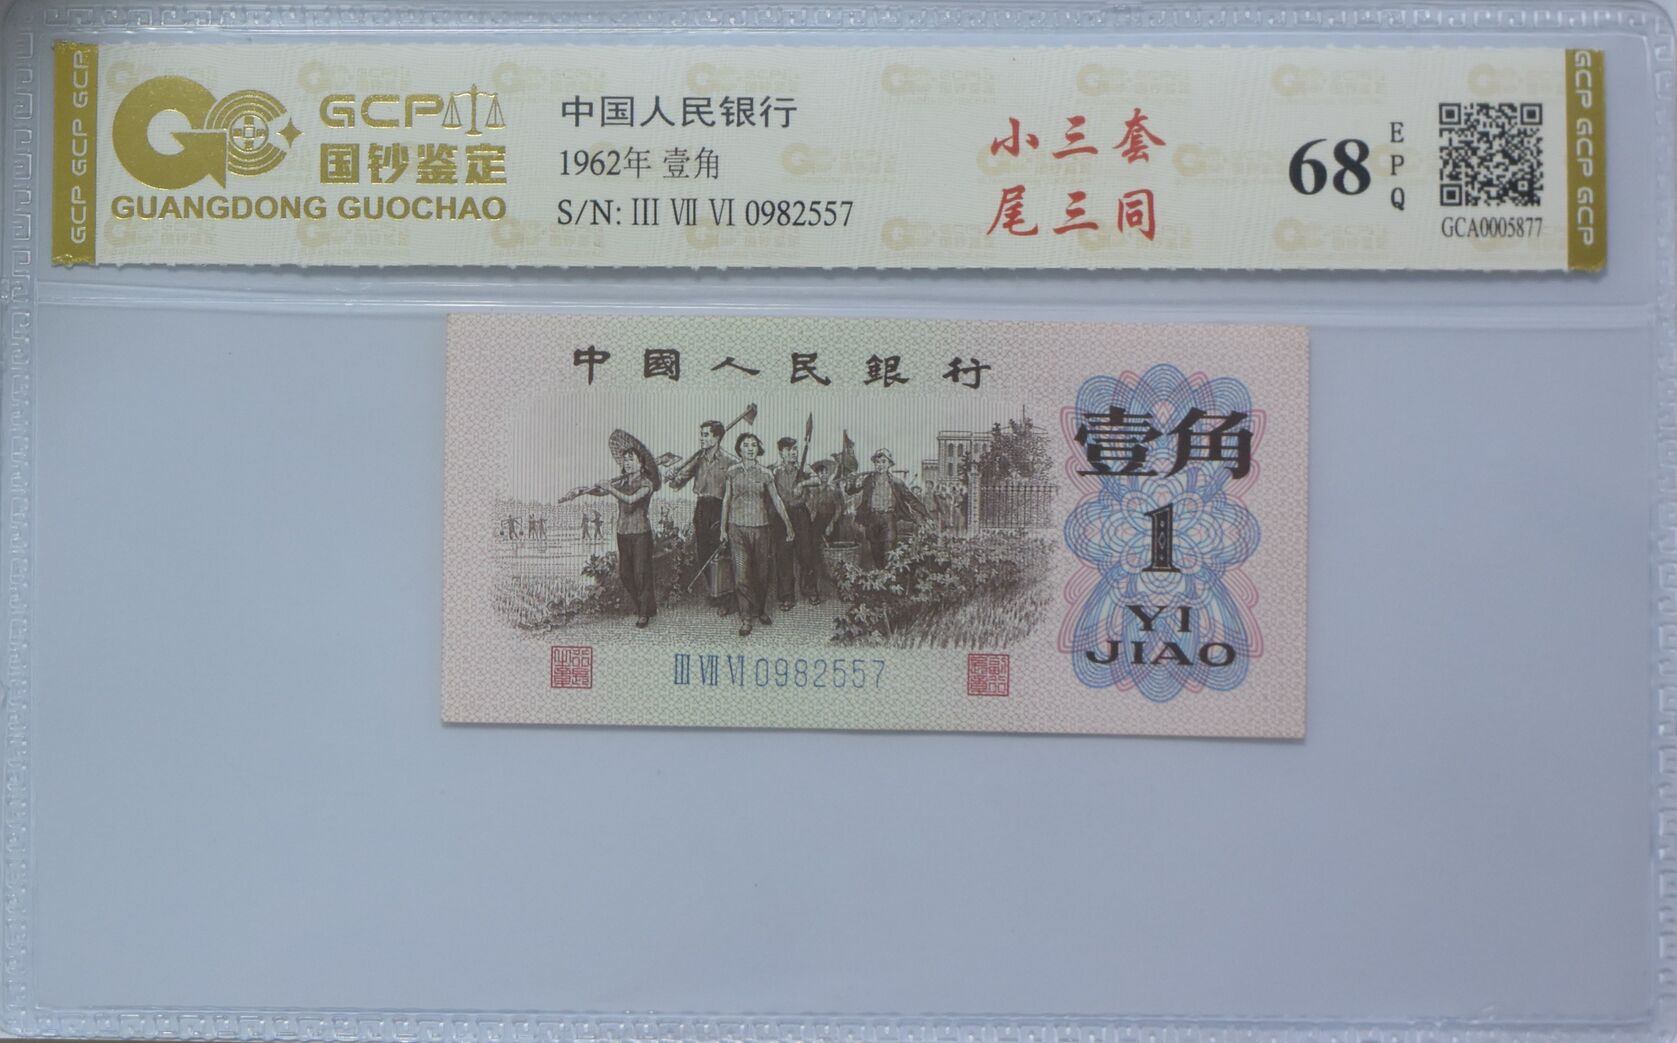 GCP GCP GCP
GCP
国钞鉴定
GUANGDONG GUOCHAO
中国人民银行
1962年 壹角
S/N: III VII VI 0982557
小三套
尾三同
68
EPQ
GCA0005877
GCP GCP GCP
中國人民銀行
壹角
1
YI
JIAO
III VII VI 0982557